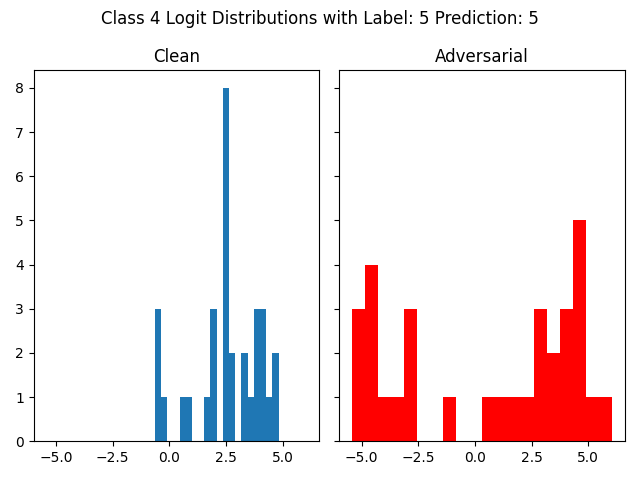 Class 4 Logit Distributions with Label: 5 Prediction: 5
Clean
Adversarial
8
7
6
5
4
3
2
1
0
−5.0 −2.5 0.0 2.5 5.0
−5.0 −2.5 0.0 2.5 5.0